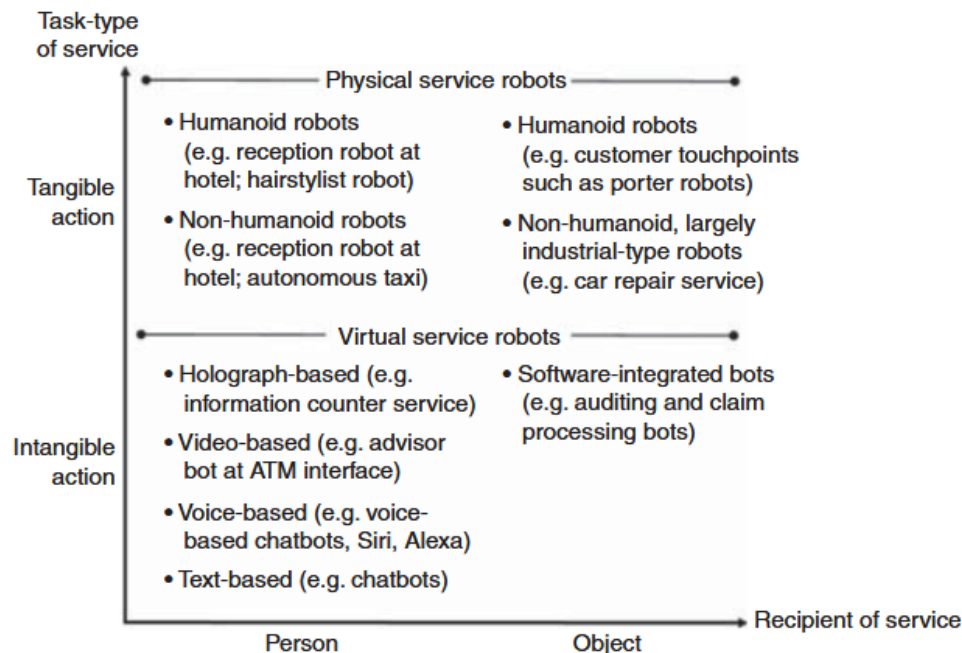 Task-type
of service
Physical service robots
• Humanoid robots
(e.g. reception robot at
hotel; hairstylist robot)
• Non-humanoid robots
(e.g. reception robot at
hotel; autonomous taxi)
• Humanoid robots
(e.g. customer touchpoints
such as porter robots)
• Non-humanoid, largely
industrial-type robots
(e.g. car repair service)
Tangible
action
Virtual service robots
• Holograph-based (e.g.
information counter service)
• Video-based (e.g. advisor
bot at ATM interface)
• Voice-based (e.g. voice-
based chatbots, Siri, Alexa)
• Text-based (e.g. chatbots)
• Software-integrated bots
(e.g. auditing and claim
processing bots)
Intangible
action
Recipient of service
Person
Object